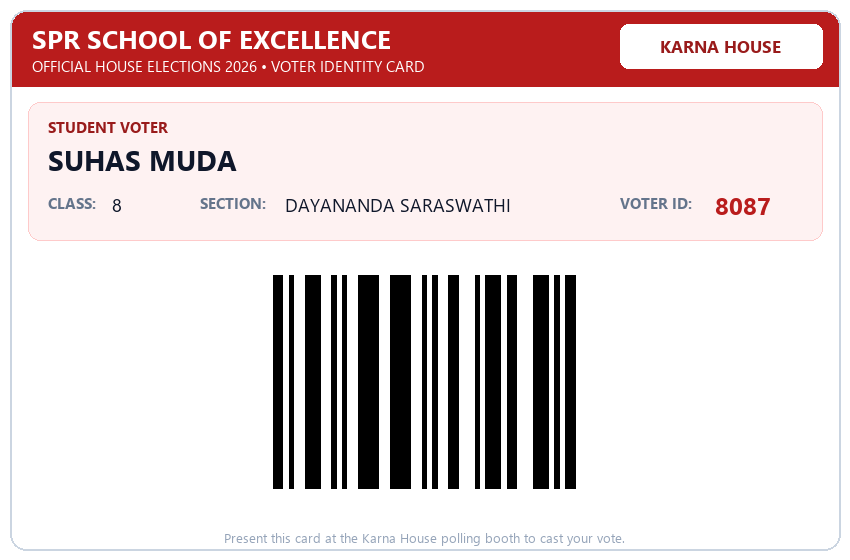 SPR SCHOOL OF EXCELLENCE
OFFICIAL HOUSE ELECTIONS 2026 • VOTER IDENTITY CARD
KARNA HOUSE
STUDENT VOTER
SUHAS MUDA
CLASS: 8 SECTION: DAYANANDA SARASWATHI VOTER ID: 8087
Present this card at the Karna House polling booth to cast your vote.